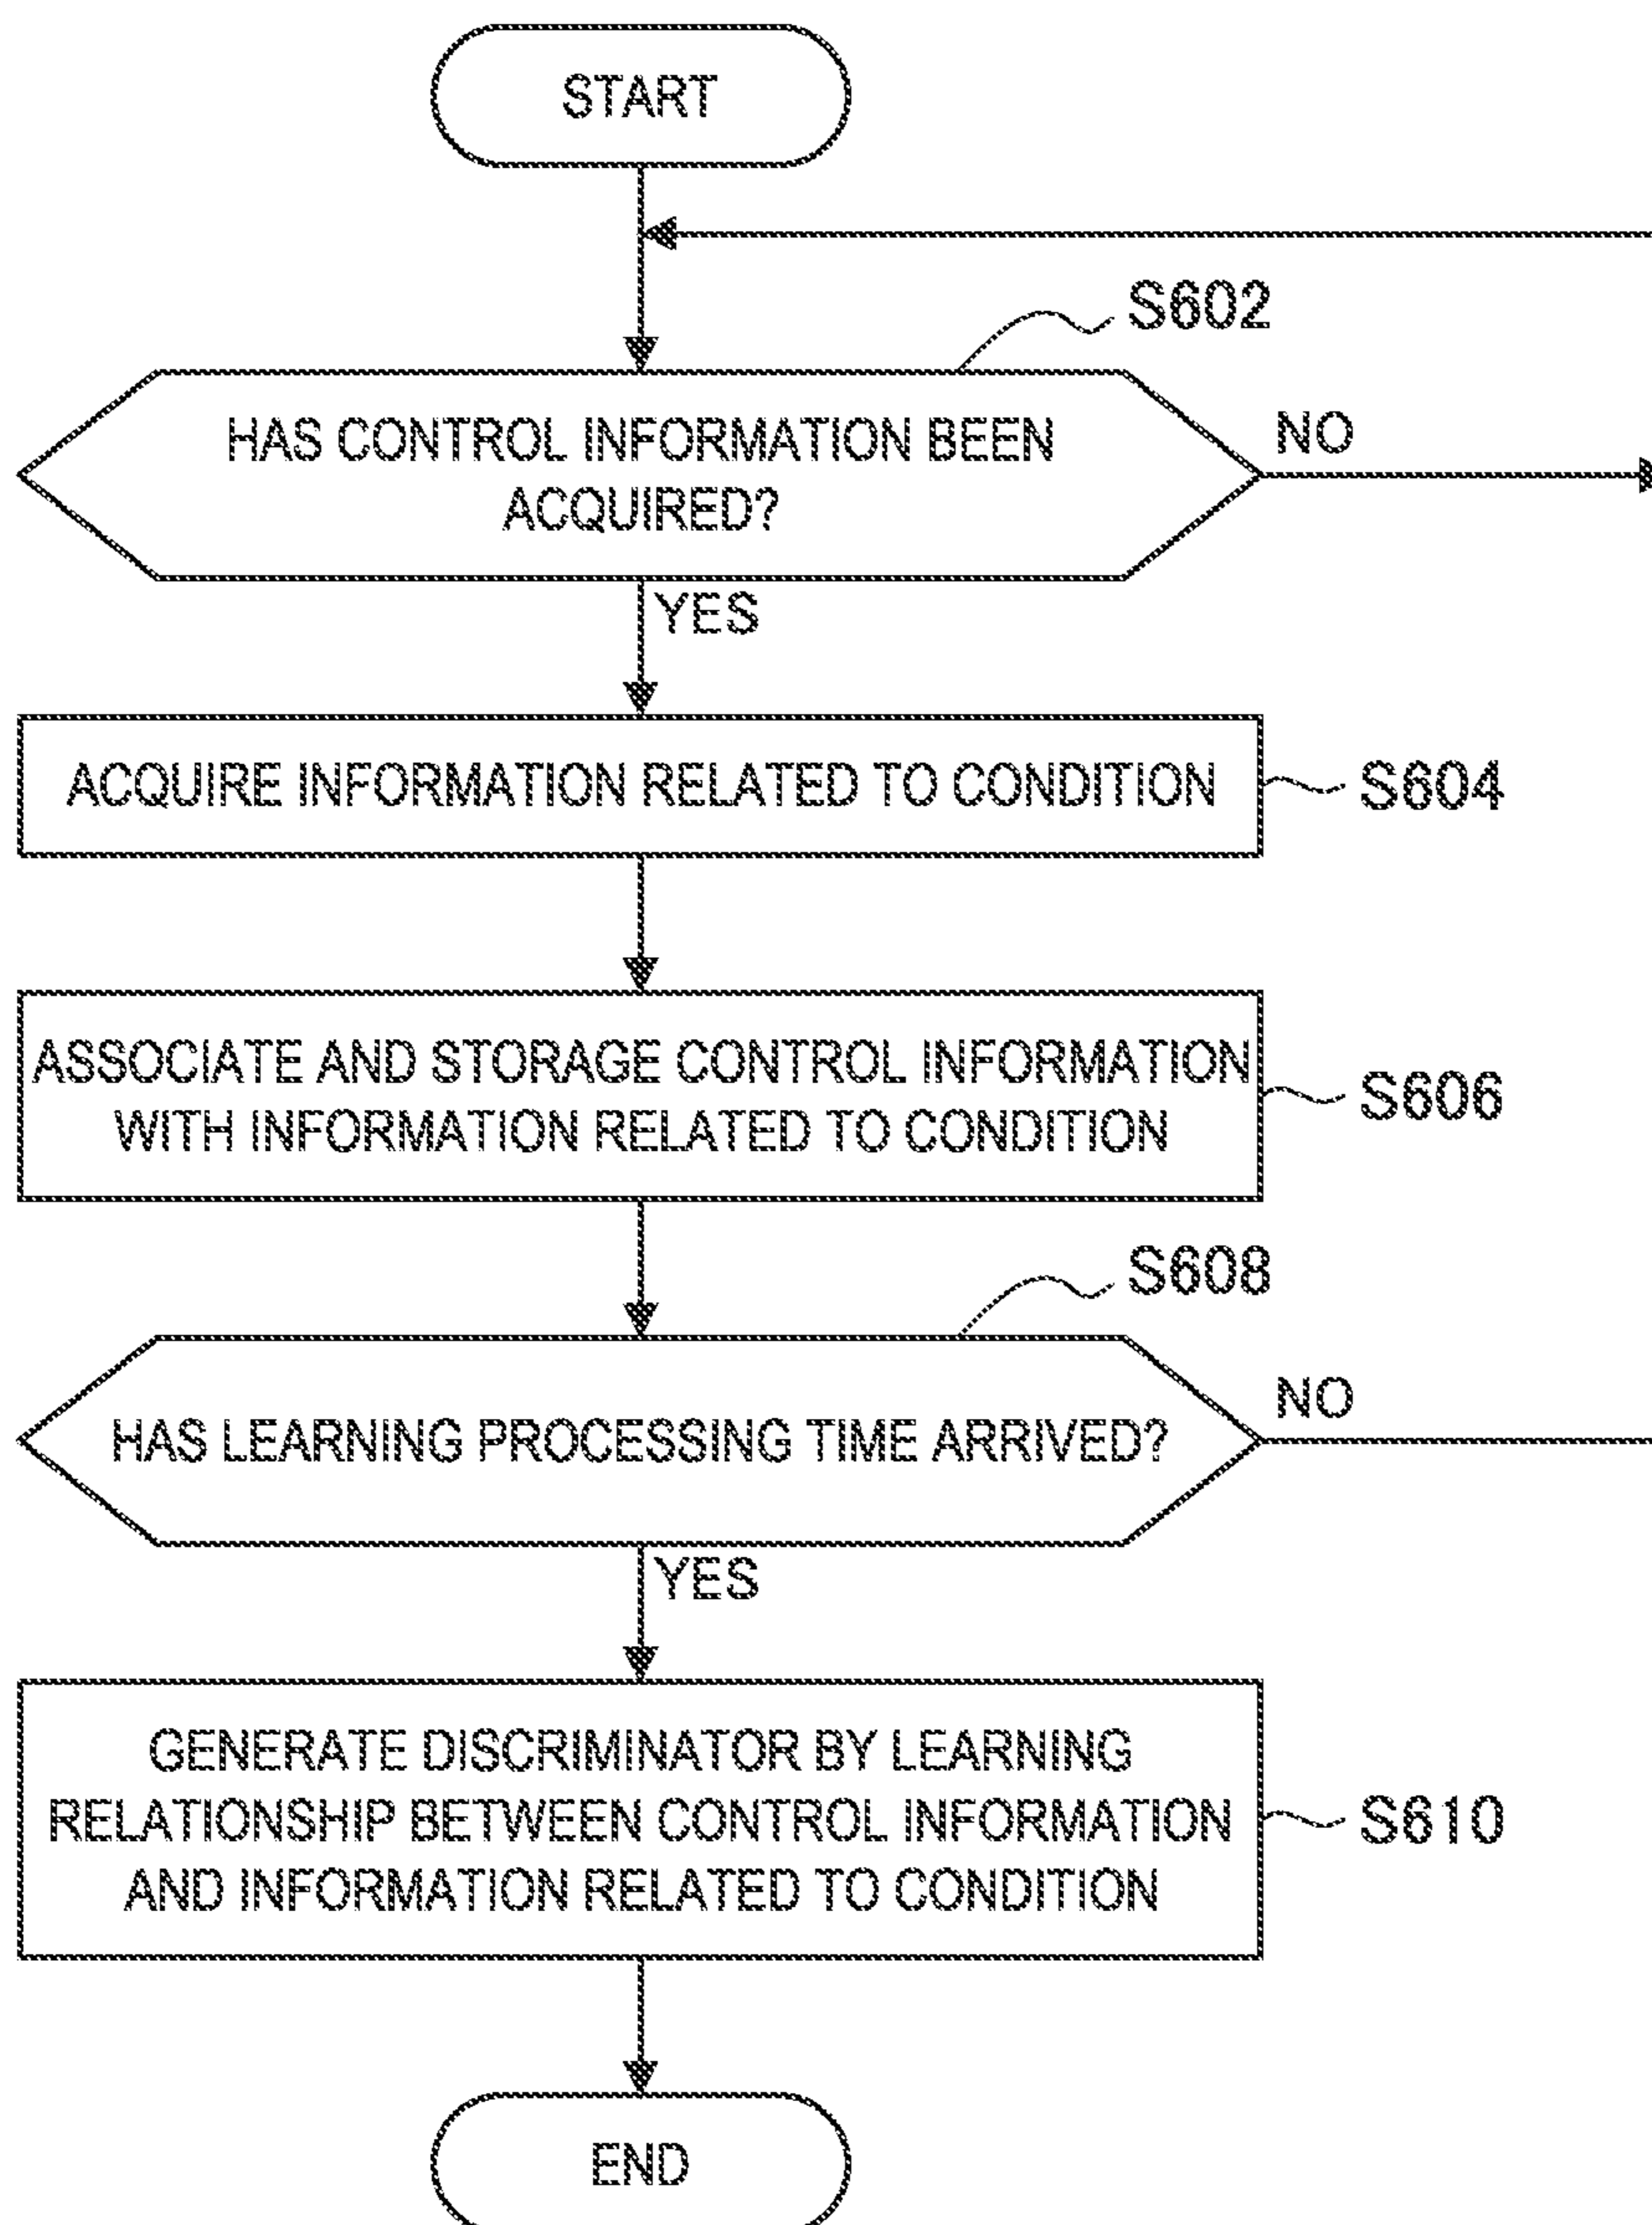 START
S602
HAS CONTROL INFORMATION BEEN
ACQUIRED?
NO
YES
ACQUIRE INFORMATION RELATED TO CONDITION
S604
ASSOCIATE AND STORAGE CONTROL INFORMATION
WITH INFORMATION RELATED TO CONDITION
S606
S608
HAS LEARNING PROCESSING TIME ARRIVED?
NO
YES
GENERATE DISCRIMINATOR BY LEARNING
RELATIONSHIP BETWEEN CONTROL INFORMATION
AND INFORMATION RELATED TO CONDITION
S610
END